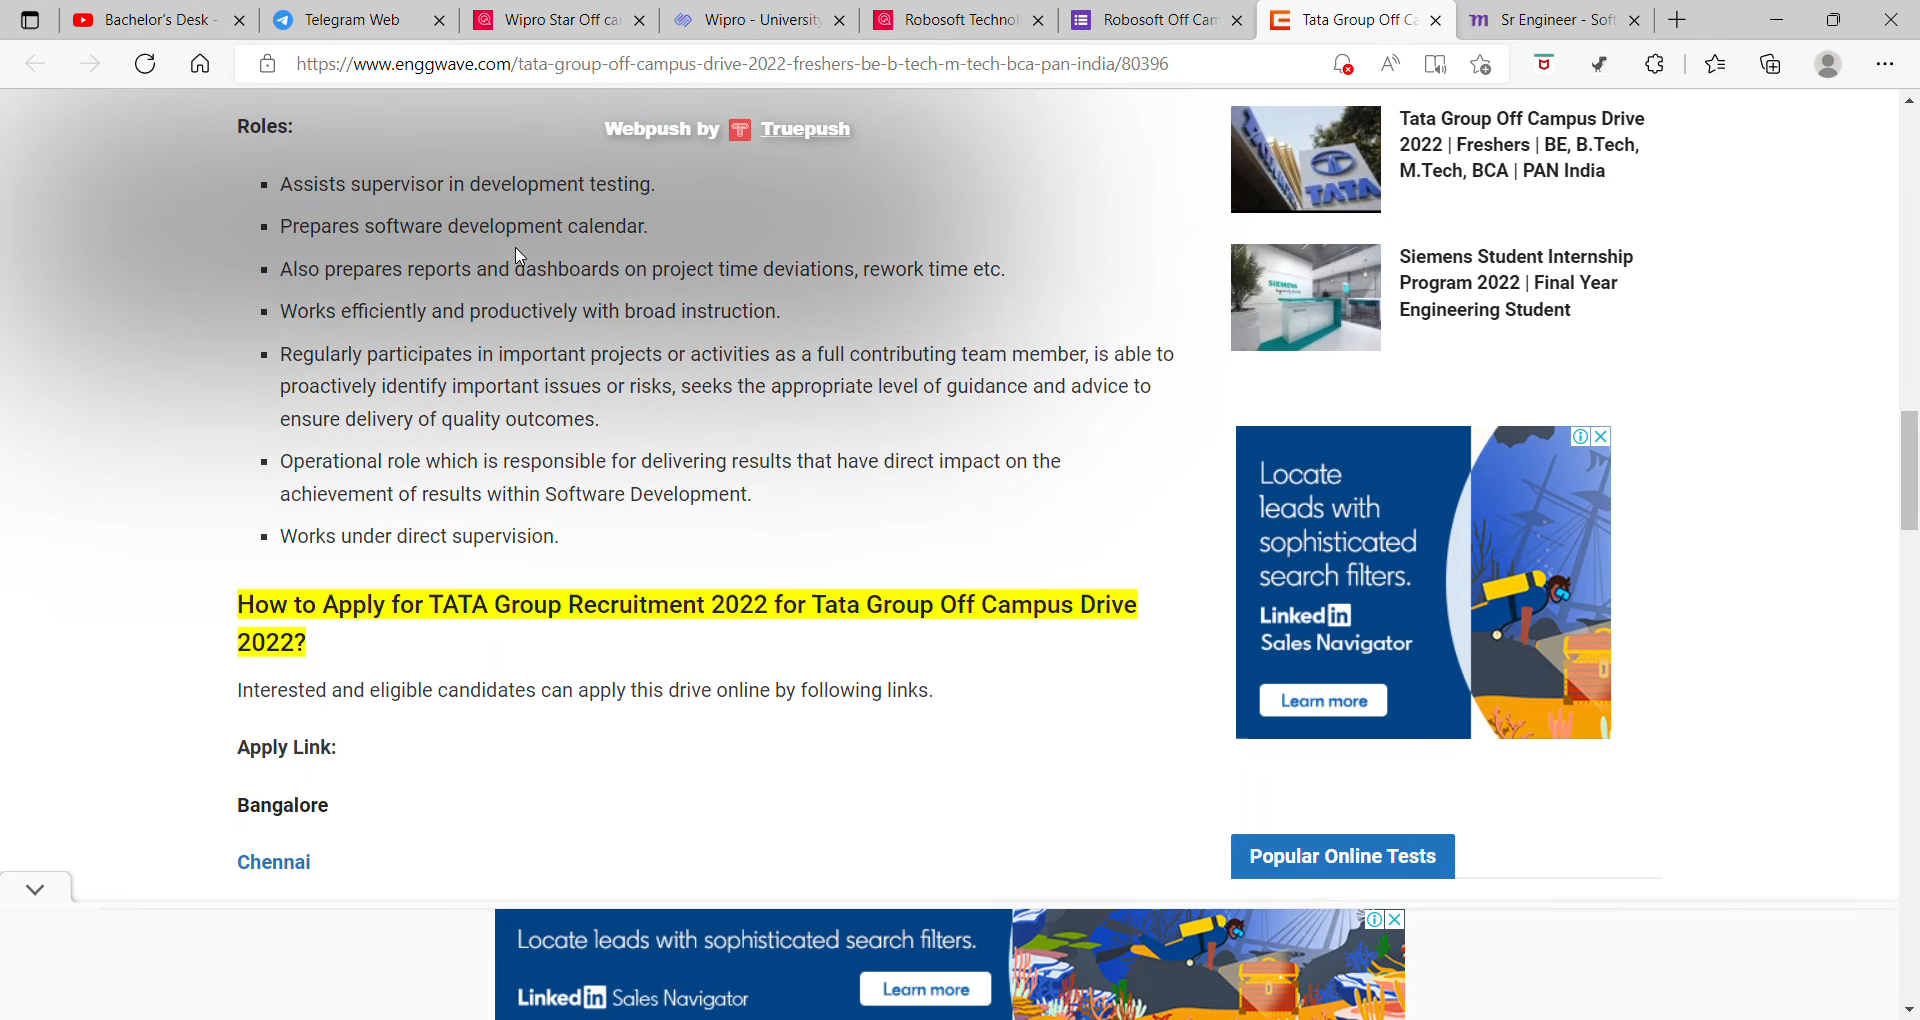 Bachelor's Desk -
Telegram Web
Wipro Star Off ca
Wipro - University
Robosoft Technol
Robosoft Off Cam
Tata Group Off Ca
Sr Engineer - Soft
https://www.enggwave.com/tata-group-off-campus-drive-2022-freshers-be-b-tech-m-tech-bca-pan-india/80396
Roles:
Webpush by Truepush
Assists supervisor in development testing.
Prepares software development calendar.
Also prepares reports and dashboards on project time deviations, rework time etc.
Works efficiently and productively with broad instruction.
Regularly participates in important projects or activities as a full contributing team member, is able to
proactively identify important issues or risks, seeks the appropriate level of guidance and advice to
ensure delivery of quality outcomes.
Operational role which is responsible for delivering results that have direct impact on the
achievement of results within Software Development.
Works under direct supervision.
How to Apply for TATA Group Recruitment 2022 for Tata Group Off Campus Drive
2022?
Interested and eligible candidates can apply this drive online by following links.
Apply Link:
Bangalore
Chennai
TATA
Tata Group Off Campus Drive
2022 | Freshers | BE, B.Tech,
M.Tech, BCA | PAN India
SIEMENS
Siemens Student Internship
Program 2022 | Final Year
Engineering Student
Locate
leads with
sophisticated
search filters.
Linked in
Sales Navigator
Learn more
Popular Online Tests
Locate leads with sophisticated search filters.
Linked in Sales Navigator
Learn more